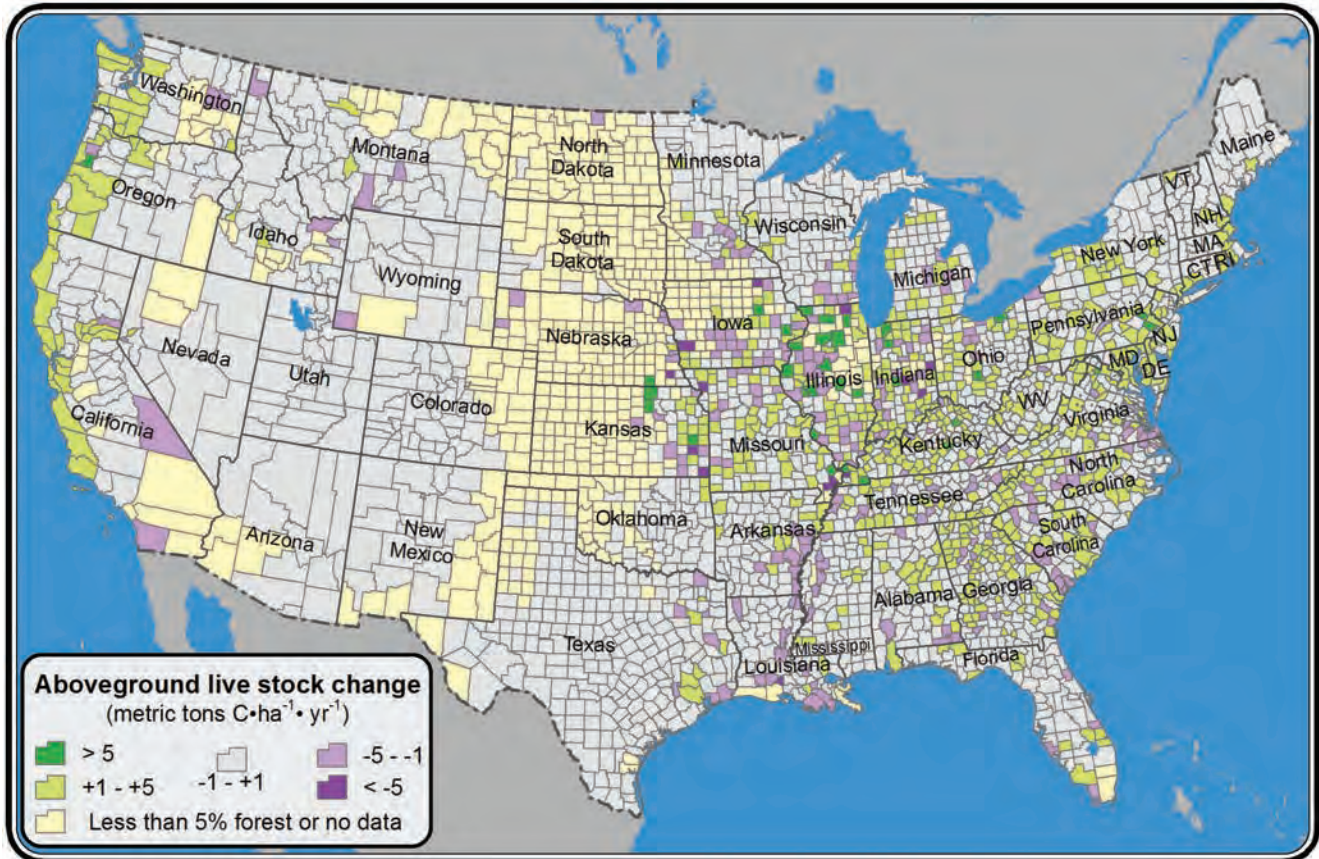 Washington
Montana
North
Dakota
Minnesota
Maine
VT
Oregon
Idaho
Wisconsin
NH
New York
MA
CT RI
South
Dakota
Michigan
Wyoming
Iowa
Pennsylvania
Nebraska
NJ
Nevada
Ohio
MD
DE
Utah
Illinois
Indiana
WV
Colorado
Virginia
California
Kansas
Missouri
Kentucky
North
Carolina
Tennessee
Oklahoma
Arkansas
South
Carolina
Arizona
New
Mexico
Alabama
Georgia
Texas
Mississippi
Louisiana
Florida
Aboveground live stock change
(metric tons C•ha⁻¹• yr⁻¹)
> 5
-5 - -1
+1 - +5
-1 - +1
< -5
Less than 5% forest or no data